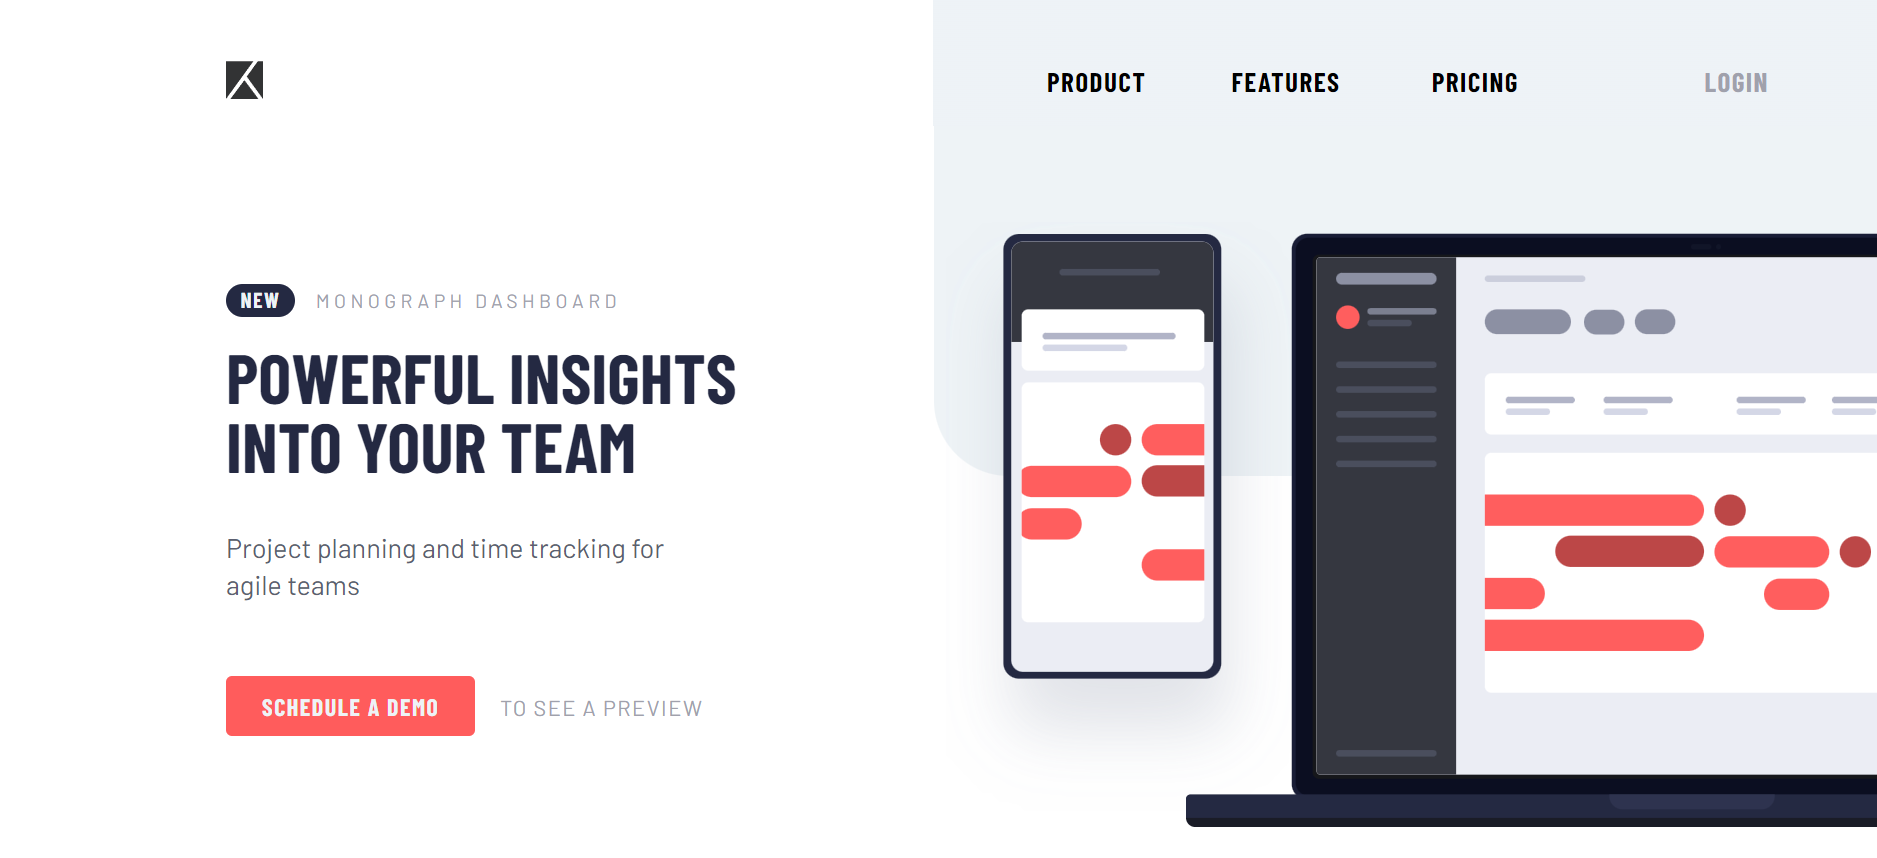 PRODUCT FEATURES PRICING LOGIN
NEW MONOGRAPH DASHBOARD
POWERFUL INSIGHTS
INTO YOUR TEAM
Project planning and time tracking for
agile teams
SCHEDULE A DEMO TO SEE A PREVIEW